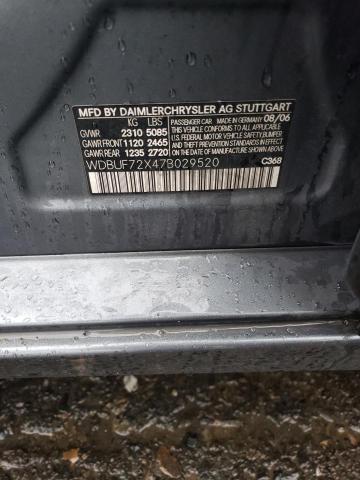 MFD BY DAIMLERCHRYSLER AG STUTTGART
PASSENGER CAR MADE IN GERMANY 08/06
KG LBS
GVWR 2310 5085
GAWR FRONT 1120 2465
GAWR REAR 1235 2720
THIS VEHICLE CONFORMS TO ALL APPLICABLE
U.S. FEDERAL MOTOR VEHICLE SAFETY, BUMPER
AND THEFT PREVENTION STANDARDS IN EFFECT
ON THE DATE OF MANUFACTURE SHOWN ABOVE
WDBUF72X47B029520
C368